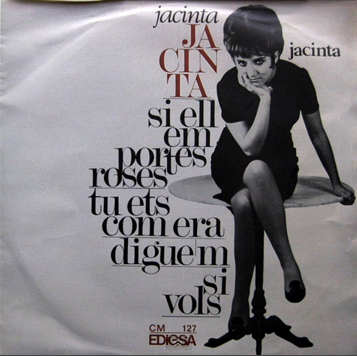 jacinta
JA
CIN
TA
jacinta
si ell
em
portes
roses
tu ets
com era
digue'm
si
vols
CM 127
EDIGSA